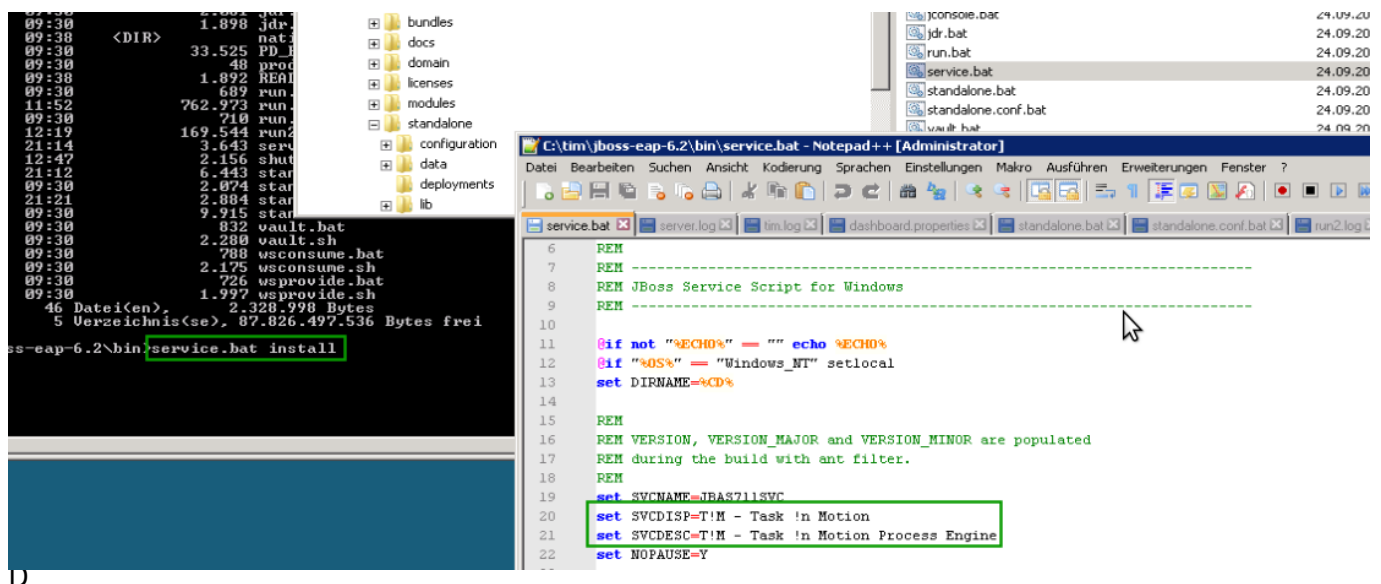 09:30 1.898 jdr.
09:38 <DIR> nati
09:30 33.525
09:30 48 prod
09:38 1.892 READ
09:30 689 run.
11:52 762.973 run.
09:30 710 run.
12:19 169.544 run2
21:14 3.643 serv
12:47 2.156 shut
21:12 6.443 stan
09:30 2.074 stan
21:21 2.884 stan
09:30 9.915 stan
09:30 832 vault.bat
09:30 2.280 vault.sh
09:30 788 wsconsume.bat
09:30 2.175 wsconsume.sh
09:30 726 wsprovide.bat
09:30 1.997 wsprovide.sh
46 Datei(en), 2.328.998 Bytes
5 Verzeichnis(se), 87.826.497.536 Bytes frei
ss-eap-6.2\bin>service.bat install
bundles
docs
domain
licenses
modules
standalone
configuration
data
deployments
lib
jconsole.bat 24.09.20
jdr.bat 24.09.20
run.bat 24.09.20
service.bat 24.09.20
standalone.bat 24.09.20
standalone.conf.bat 24.09.20
vault.bat 24.09.20
C:\tim\jboss-eap-6.2\bin\service.bat - Notepad++ [Administrator]
Datei Bearbeiten Suchen Ansicht Kodierung Sprachen Einstellungen Makro Ausführen Erweiterungen Fenster ?
service.bat server.log tim.log dashboard.properties standalone.bat standalone.conf.bat run2.log
6 REM
7 REM -------------------------------------------------------------------------
8 REM JBoss Service Script for Windows
9 REM -------------------------------------------------------------------------
10
11 @if not "%ECHO%" == "" echo %ECHO%
12 @if "%OS%" == "Windows_NT" setlocal
13 set DIRNAME=%CD%
14
15 REM
16 REM VERSION, VERSION_MAJOR and VERSION_MINOR are populated
17 REM during the build with ant filter.
18 REM
19 set SVCNAME=JBAS711SVC
20 set SVCDISP=T!M - Task !n Motion
21 set SVCDESC=T!M - Task !n Motion Process Engine
22 set NOPAUSE=Y